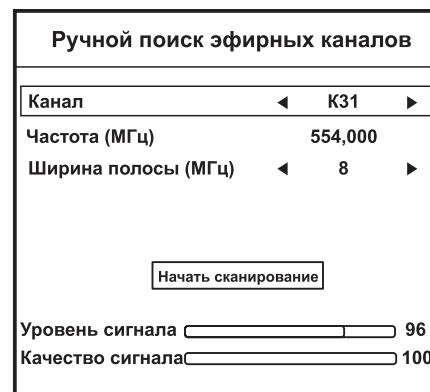 Ручной поиск эфирных каналов
Канал ◀ К31 ▶
Частота (МГц) 554,000
Ширина полосы (МГц) ◀ 8 ▶
Начать сканирование
Уровень сигнала 96
Качество сигнала 100